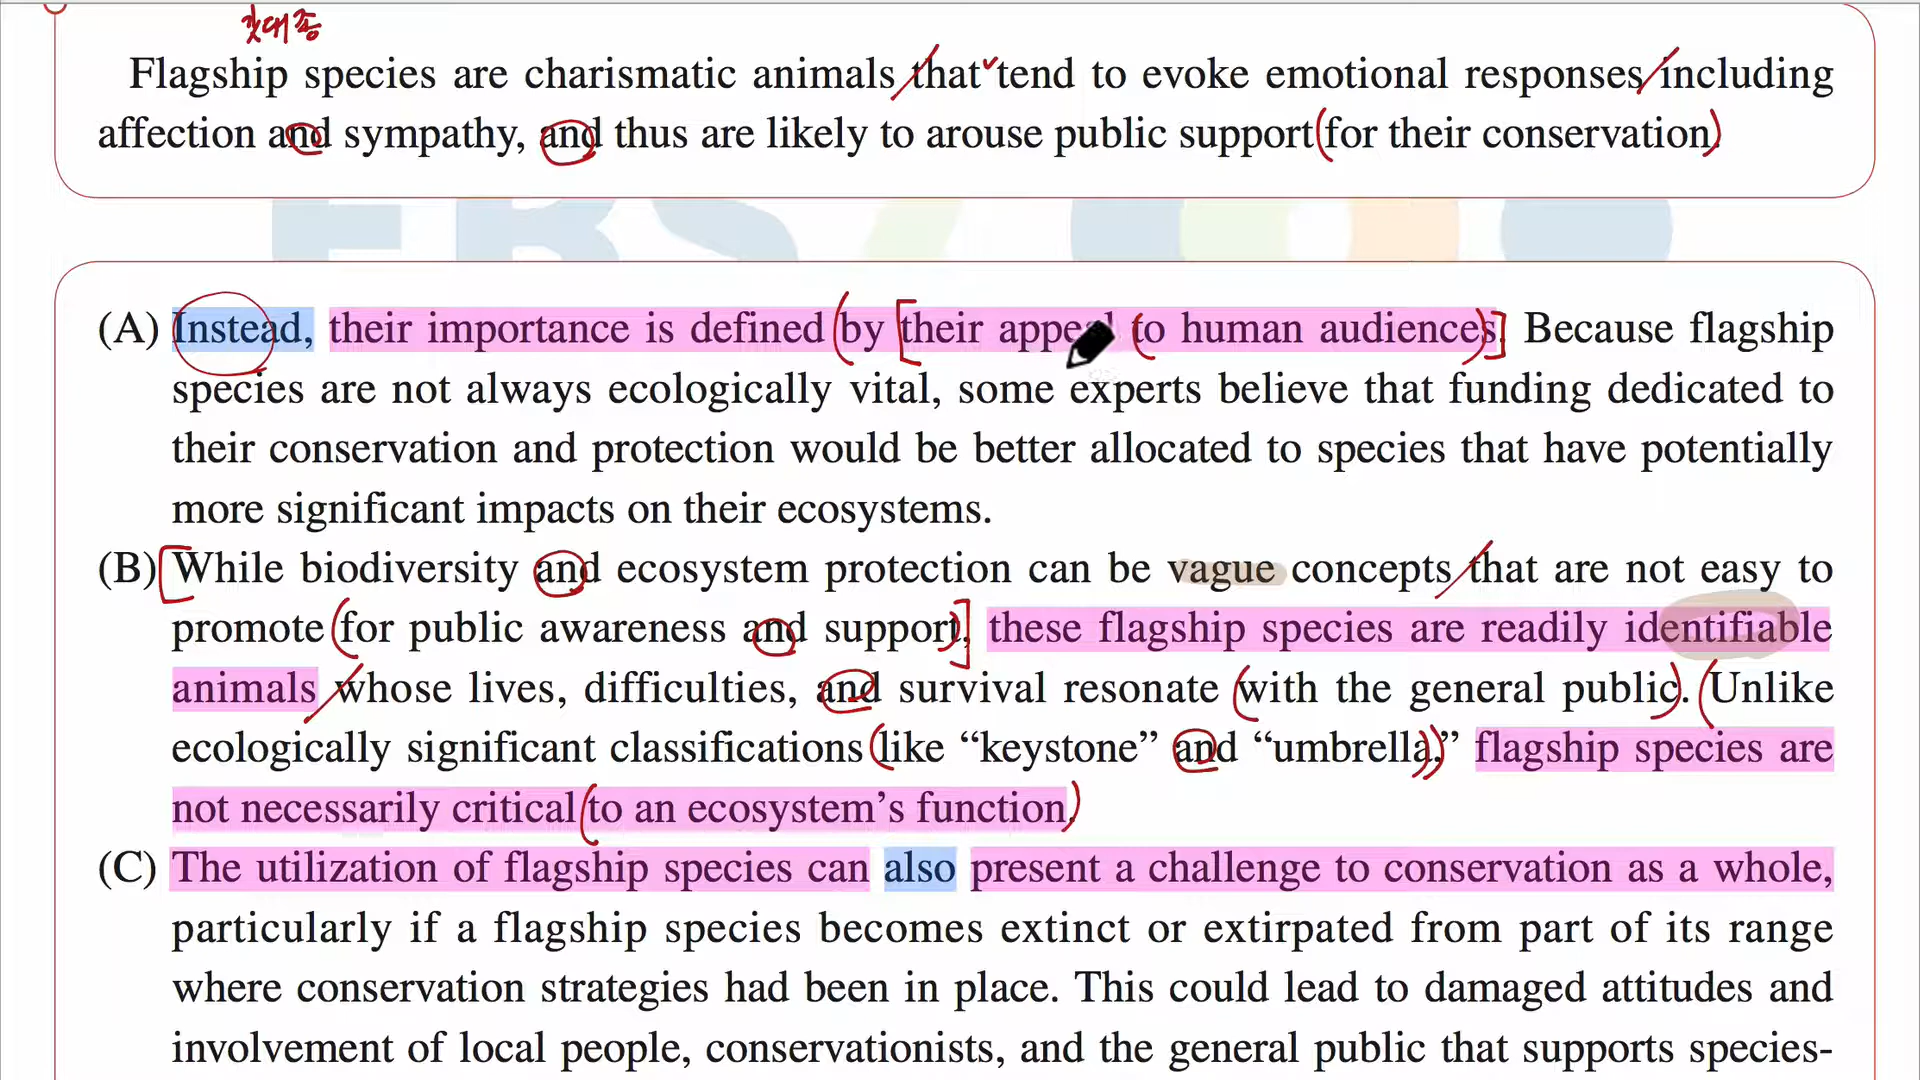 깃대종
Flagship species are charismatic animals that tend to evoke emotional responses including
affection and sympathy, and thus are likely to arouse public support for their conservation.
EBS
(A) Instead, their importance is defined by their appeal to human audiences. Because flagship
species are not always ecologically vital, some experts believe that funding dedicated to
their conservation and protection would be better allocated to species that have potentially
more significant impacts on their ecosystems.
(B) While biodiversity and ecosystem protection can be vague concepts that are not easy to
promote for public awareness and support, these flagship species are readily identifiable
animals whose lives, difficulties, and survival resonate with the general public. Unlike
ecologically significant classifications like “keystone” and “umbrella,” flagship species are
not necessarily critical to an ecosystem’s function.
(C) The utilization of flagship species can also present a challenge to conservation as a whole,
particularly if a flagship species becomes extinct or extirpated from part of its range
where conservation strategies had been in place. This could lead to damaged attitudes and
involvement of local people, conservationists, and the general public that supports species-